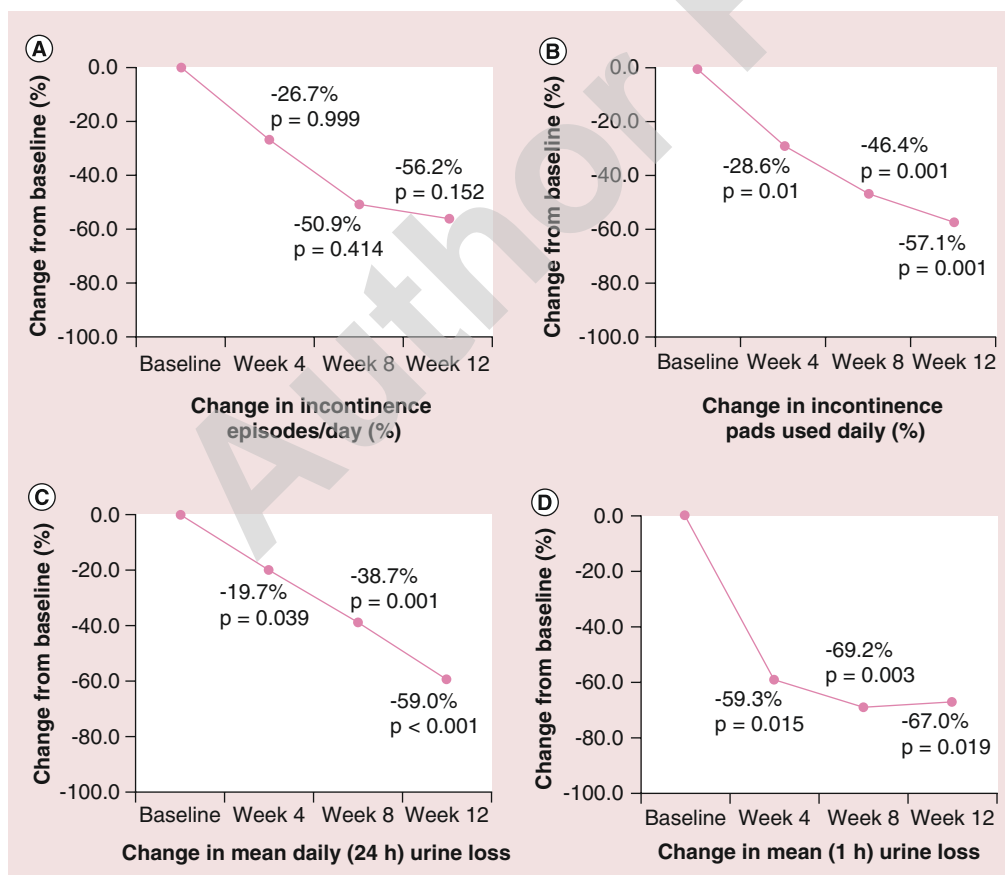 A
Change from baseline (%)
0.0
-20.0
-40.0
-60.0
-80.0
-100.0
-26.7%
p = 0.999
-50.9%
p = 0.414
-56.2%
p = 0.152
Baseline Week 4 Week 8 Week 12
Change in incontinence
episodes/day (%)
B
Change from baseline (%)
0.0
-20.0
-40.0
-60.0
-80.0
-100.0
-28.6%
p = 0.01
-46.4%
p = 0.001
-57.1%
p = 0.001
Baseline Week 4 Week 8 Week 12
Change in incontinence
pads used daily (%)
C
Change from baseline (%)
0.0
-20.0
-40.0
-60.0
-80.0
-100.0
-19.7%
p = 0.039
-38.7%
p = 0.001
-59.0%
p < 0.001
Baseline Week 4 Week 8 Week 12
Change in mean daily (24 h) urine loss
D
Change from baseline (%)
0.0
-20.0
-40.0
-60.0
-80.0
-100.0
-59.3%
p = 0.015
-69.2%
p = 0.003
-67.0%
p = 0.019
Baseline Week 4 Week 8 Week 12
Change in mean (1 h) urine loss
Author